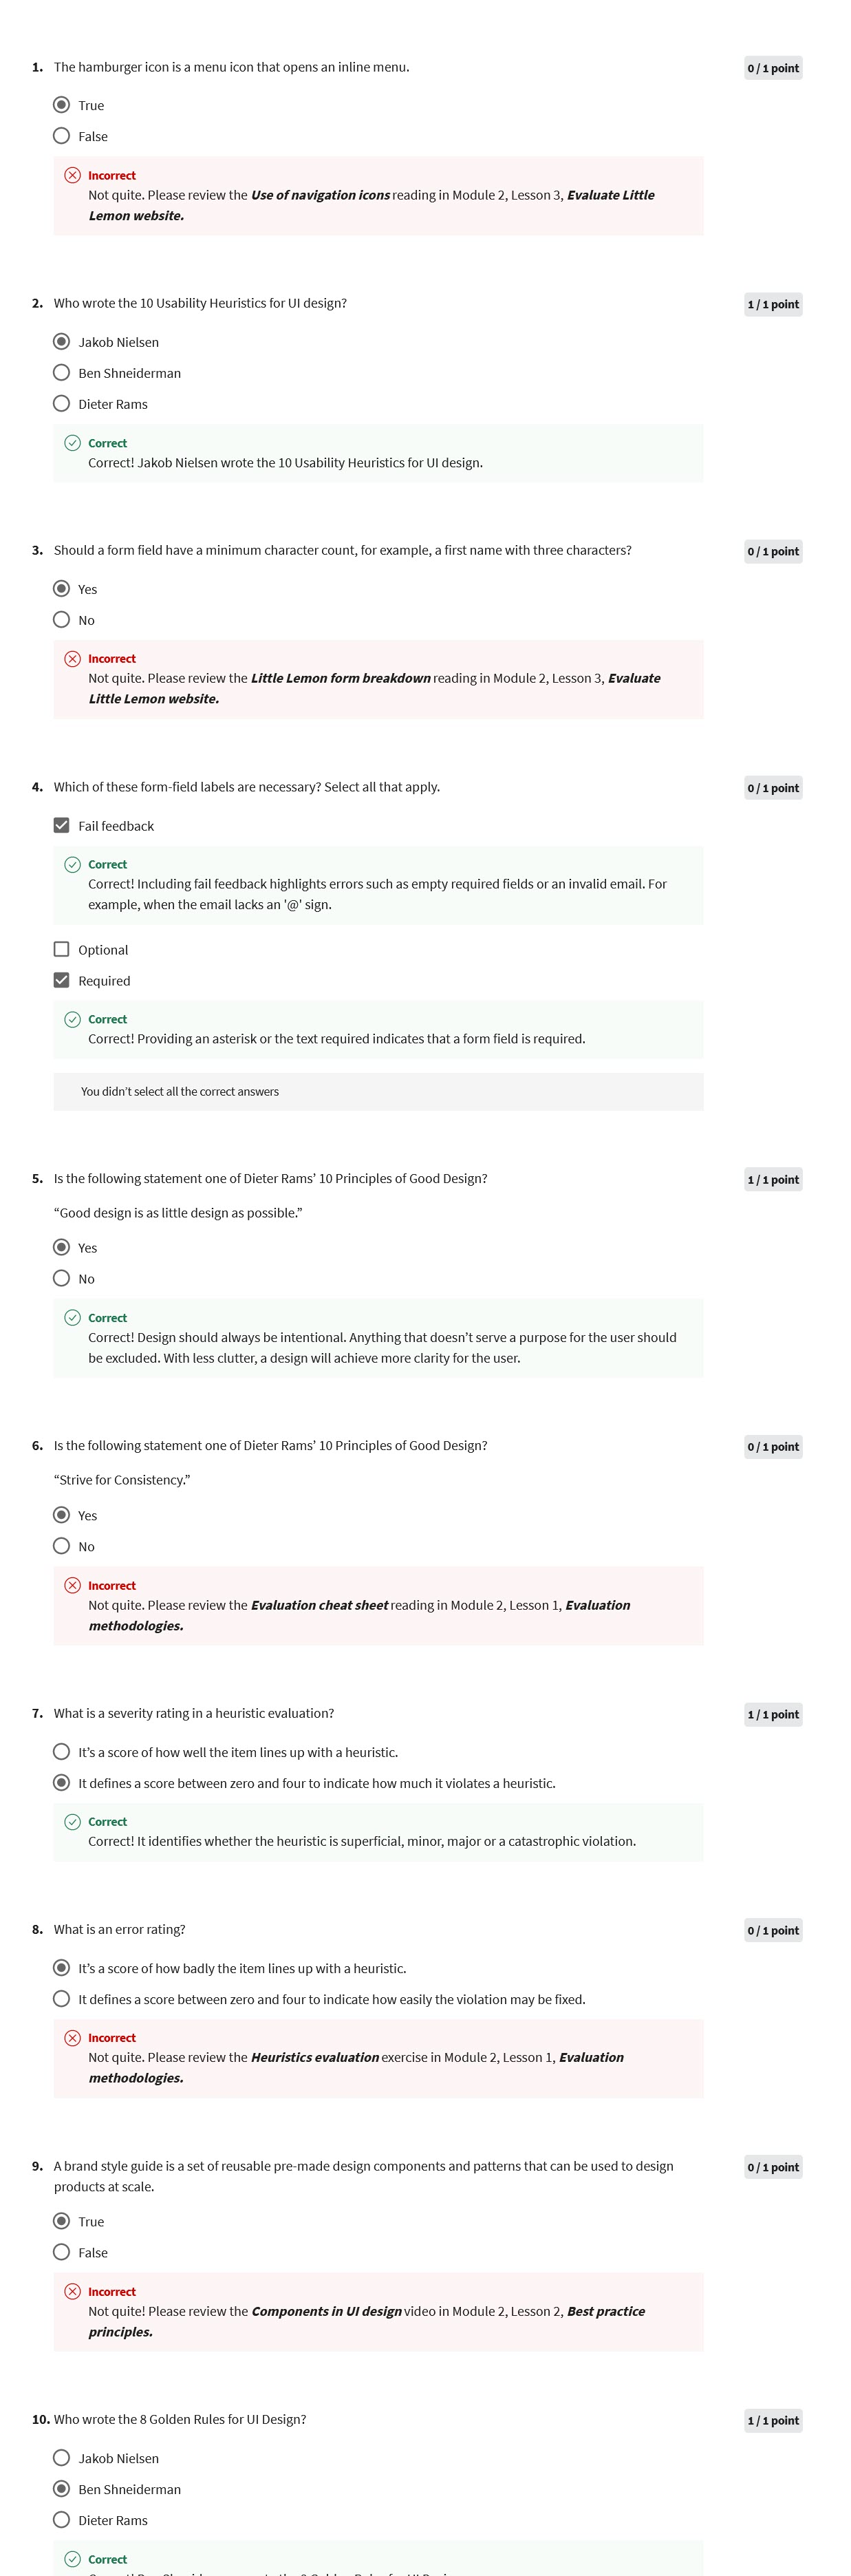 1. The hamburger icon is a menu icon that opens an inline menu.
0 / 1 point
True
False
Incorrect
Not quite. Please review the Use of navigation icons reading in Module 2, Lesson 3, Evaluate Little
Lemon website.
2. Who wrote the 10 Usability Heuristics for UI design?
1 / 1 point
Jakob Nielsen
Ben Shneiderman
Dieter Rams
Correct
Correct! Jakob Nielsen wrote the 10 Usability Heuristics for UI design.
3. Should a form field have a minimum character count, for example, a first name with three characters?
0 / 1 point
Yes
No
Incorrect
Not quite. Please review the Little Lemon form breakdown reading in Module 2, Lesson 3, Evaluate
Little Lemon website.
4. Which of these form-field labels are necessary? Select all that apply.
0 / 1 point
Fail feedback
Correct
Correct! Including fail feedback highlights errors such as empty required fields or an invalid email. For
example, when the email lacks an '@' sign.
Optional
Required
Correct
Correct! Providing an asterisk or the text required indicates that a form field is required.
You didn’t select all the correct answers
5. Is the following statement one of Dieter Rams’ 10 Principles of Good Design?
1 / 1 point
“Good design is as little design as possible.”
Yes
No
Correct
Correct! Design should always be intentional. Anything that doesn’t serve a purpose for the user should
be excluded. With less clutter, a design will achieve more clarity for the user.
6. Is the following statement one of Dieter Rams’ 10 Principles of Good Design?
0 / 1 point
“Strive for Consistency.”
Yes
No
Incorrect
Not quite. Please review the Evaluation cheat sheet reading in Module 2, Lesson 1, Evaluation
methodologies.
7. What is a severity rating in a heuristic evaluation?
1 / 1 point
It’s a score of how well the item lines up with a heuristic.
It defines a score between zero and four to indicate how much it violates a heuristic.
Correct
Correct! It identifies whether the heuristic is superficial, minor, major or a catastrophic violation.
8. What is an error rating?
0 / 1 point
It’s a score of how badly the item lines up with a heuristic.
It defines a score between zero and four to indicate how easily the violation may be fixed.
Incorrect
Not quite. Please review the Heuristics evaluation exercise in Module 2, Lesson 1, Evaluation
methodologies.
9. A brand style guide is a set of reusable pre-made design components and patterns that can be used to design
products at scale.
0 / 1 point
True
False
Incorrect
Not quite! Please review the Components in UI design video in Module 2, Lesson 2, Best practice
principles.
10. Who wrote the 8 Golden Rules for UI Design?
1 / 1 point
Jakob Nielsen
Ben Shneiderman
Dieter Rams
Correct